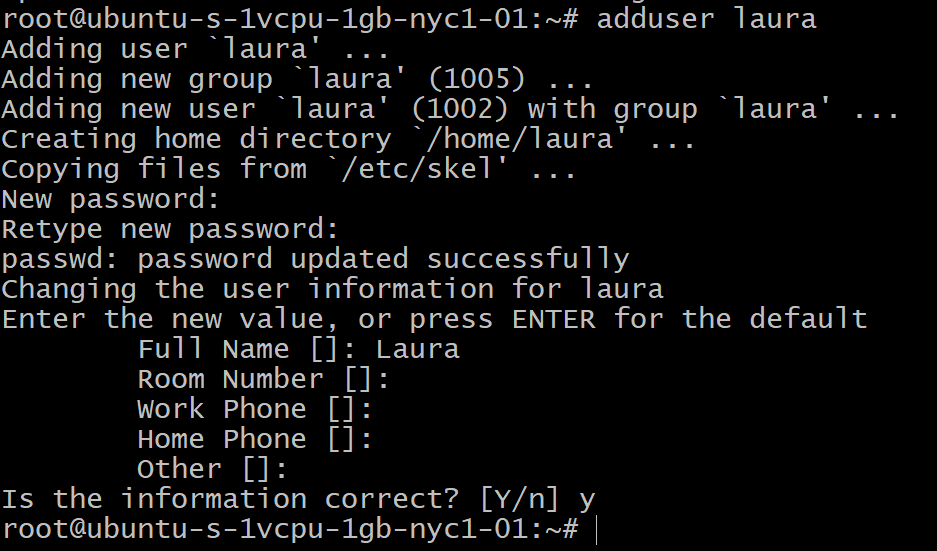 root@ubuntu-s-1vcpu-1gb-nyc1-01:~# adduser laura
Adding user `laura' ...
Adding new group `laura' (1005) ...
Adding new user `laura' (1002) with group `laura' ...
Creating home directory `/home/laura' ...
Copying files from `/etc/skel' ...
New password:
Retype new password:
passwd: password updated successfully
Changing the user information for laura
Enter the new value, or press ENTER for the default
        Full Name []: Laura
        Room Number []:
        Work Phone []:
        Home Phone []:
        Other []:
Is the information correct? [Y/n] y
root@ubuntu-s-1vcpu-1gb-nyc1-01:~#